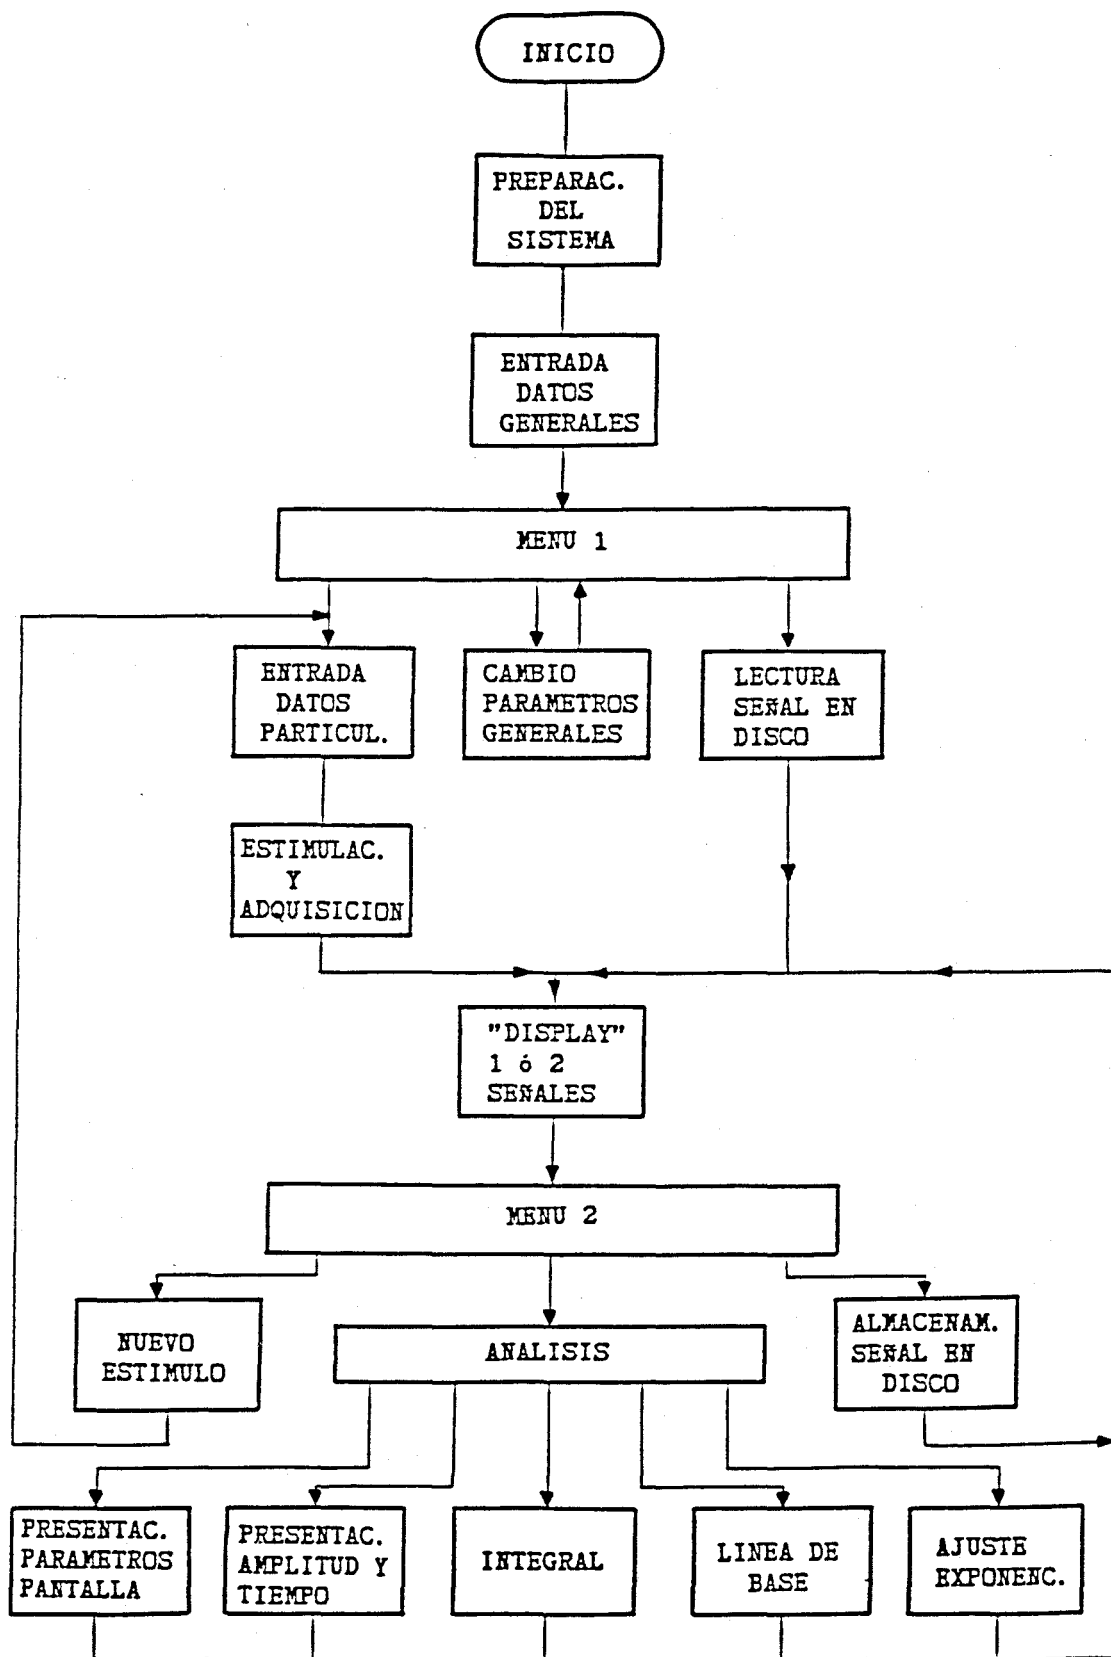 INICIO
PREPARAC.
DEL
SISTEMA
ENTRADA
DATOS
GENERALES
MENU 1
ENTRADA
DATOS
PARTICUL.
CAMBIO
PARAMETROS
GENERALES
LECTURA
SEÑAL EN
DISCO
ESTIMULAC.
Y
ADQUISICION
"DISPLAY"
1 ó 2
SEÑALES
MENU 2
NUEVO
ESTIMULO
ANALISIS
ALMACENAM.
SEÑAL EN
DISCO
PRESENTAC.
PARAMETROS
PANTALLA
PRESENTAC.
AMPLITUD Y
TIEMPO
INTEGRAL
LINEA DE
BASE
AJUSTE
EXPONENC.